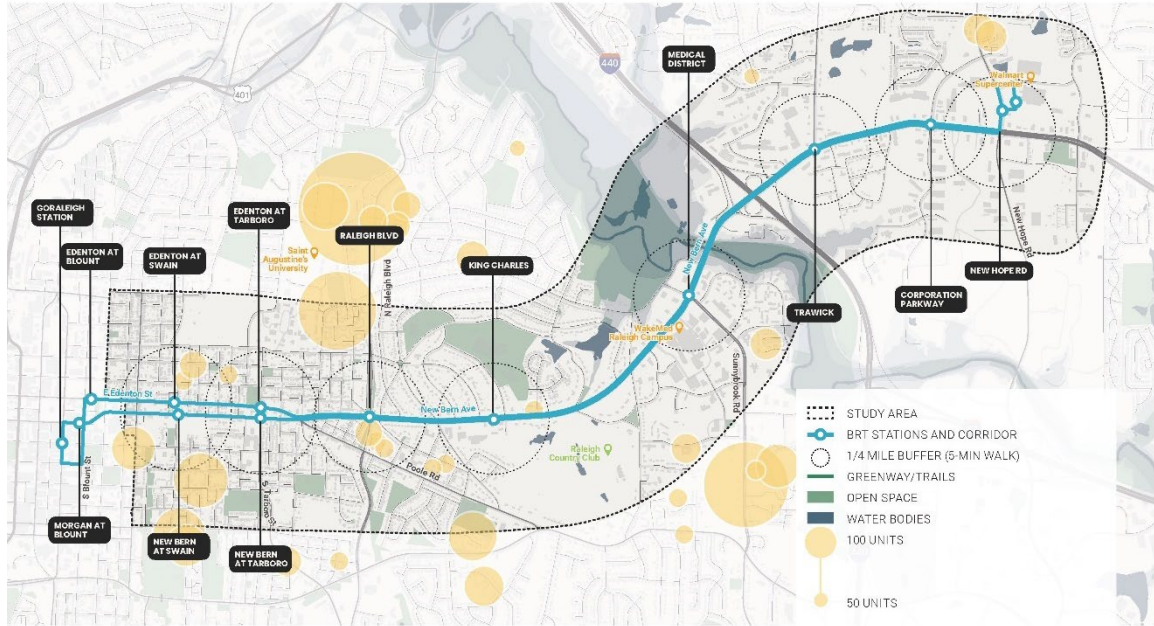 440
401
MEDICAL
DISTRICT
Walmart
Supercenter
GORALEIGH
STATION
EDENTON AT
BLOUNT
EDENTON AT
SWAIN
EDENTON AT
TARBORO
Saint
Augustine's
University
RALEIGH BLVD
N Raleigh Blvd
KING CHARLES
New Bern Ave
New Hope Rd
NEW HOPE RD
CORPORATION
PARKWAY
TRAWICK
WakeMed
Raleigh Campus
Sunnybrook Rd
E Edenton St
New Bern Ave
Raleigh
Country Club
Poole Rd
S Blount St
S Tarboro St
MORGAN AT
BLOUNT
NEW BERN
AT SWAIN
NEW BERN
AT TARBORO
STUDY AREA
BRT STATIONS AND CORRIDOR
1/4 MILE BUFFER (5-MIN WALK)
GREENWAY/TRAILS
OPEN SPACE
WATER BODIES
100 UNITS
50 UNITS